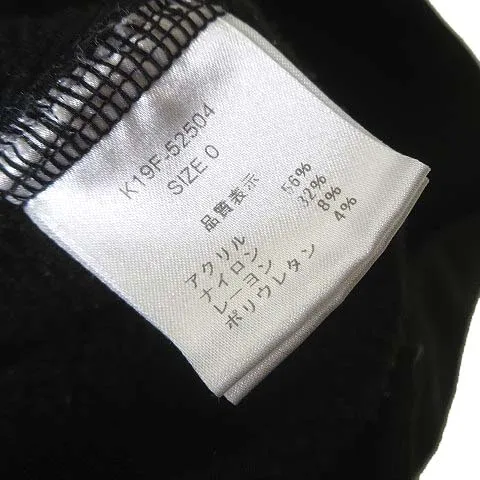 K19F-52504
SIZE 0
品質表示
アクリル 56%
ナイロン 32%
レーヨン 8%
ポリウレタン 4%